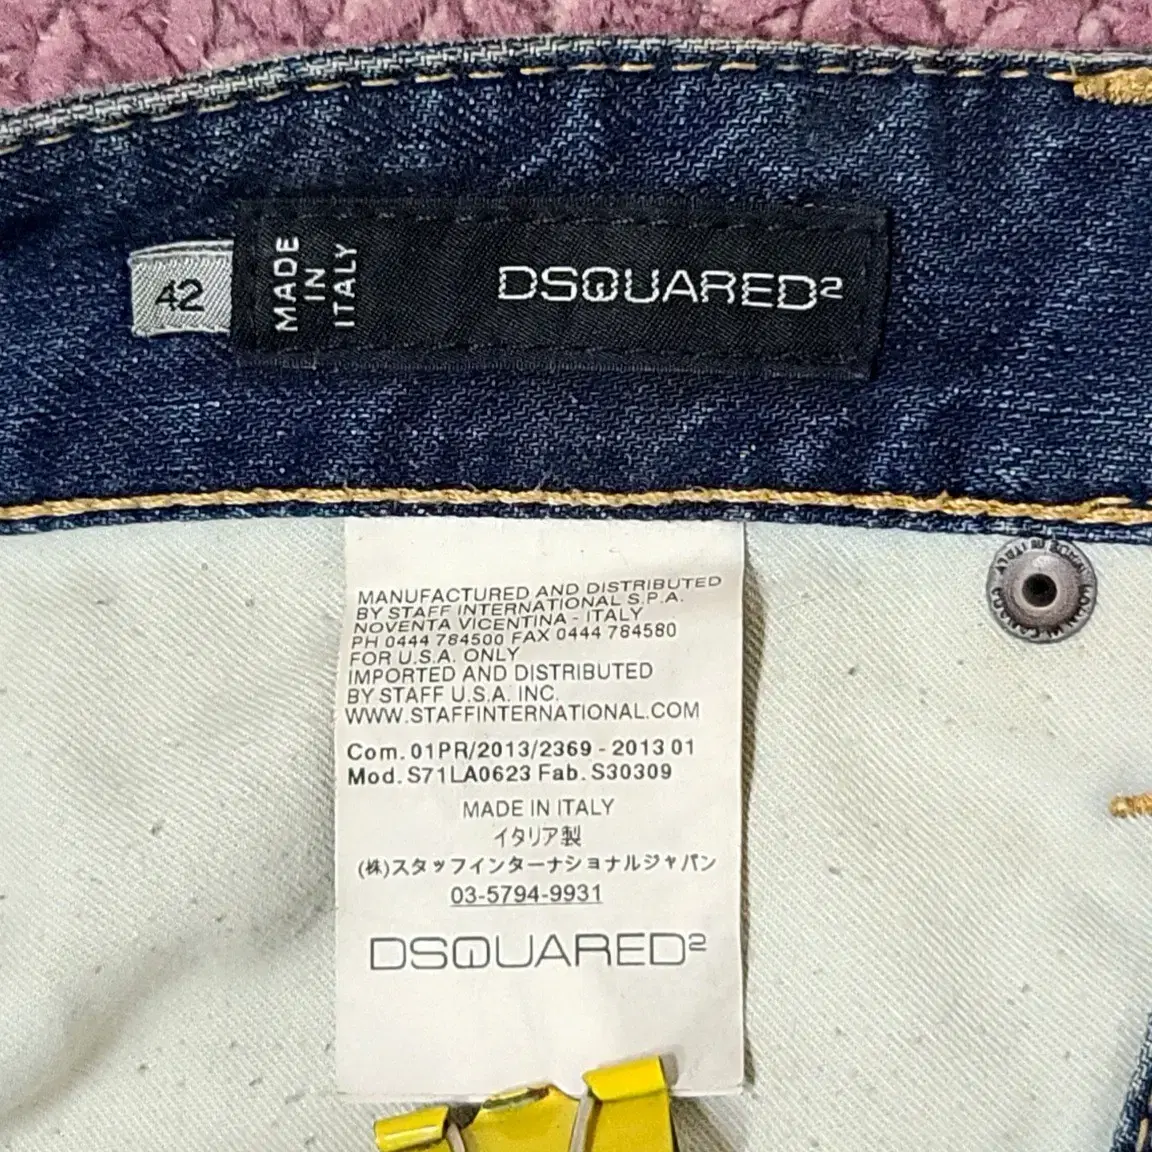 42
MADE
IN
ITALY
DSQUARED²
MANUFACTURED AND DISTRIBUTED
BY STAFF INTERNATIONAL S.P.A.
NOVENTA VICENTINA - ITALY
PH 0444 784500 FAX 0444 784580
FOR U.S.A. ONLY
IMPORTED AND DISTRIBUTED
BY STAFF U.S.A. INC.
WWW.STAFFINTERNATIONAL.COM
Com. 01PR/2013/2369 - 2013 01
Mod. S71LA0623 Fab. S30309
MADE IN ITALY
イタリア製
(株)スタッフインターナショナルジャパン
03-5794-9931
DSQUARED²
MADE IN ITALY